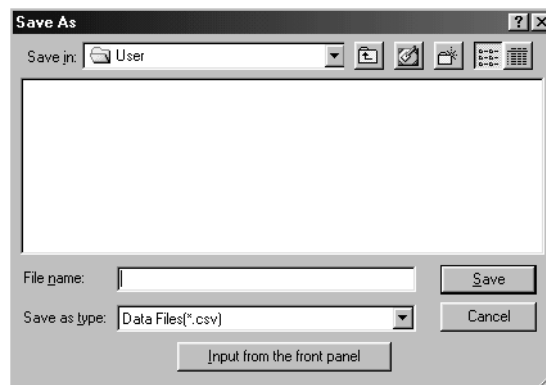 Save As
Save in: User
File name:
Save
Save as type: Data Files(*.csv)
Cancel
Input from the front panel